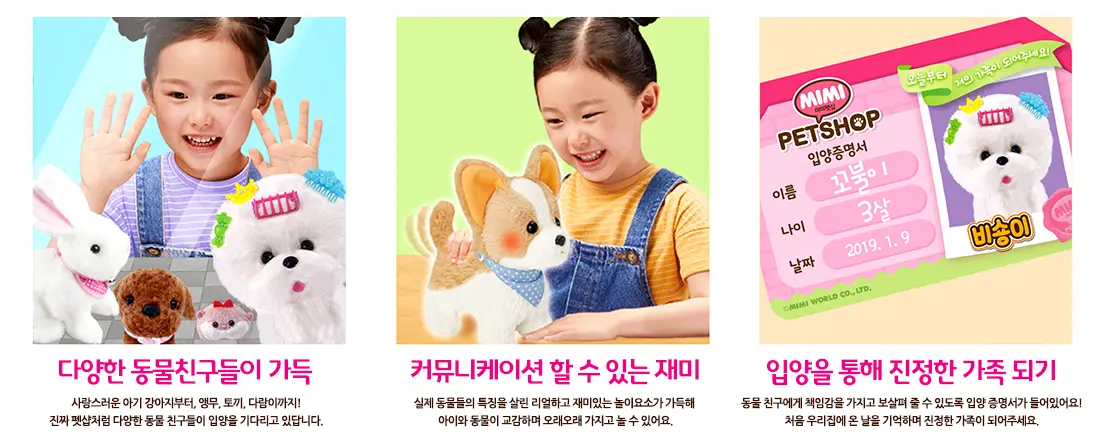 다양한 동물친구들이 가득
사랑스러운 아기 강아지부터, 앵무, 토끼, 다람이까지!
진짜 펫샵처럼 다양한 동물 친구들이 입양을 기다리고 있답니다.
커뮤니케이션 할 수 있는 재미
실제 동물들의 특징을 살린 리얼하고 재미있는 놀이요소가 가득해
아이와 동물이 교감하며 오래오래 가지고 놀 수 있어요.
오늘부터 저의 가족이 되어주세요!
MIMI
미미펫샵
PETSHOP
입양증명서
이름 꼬불이
나이 3살
날짜 2019. 1. 9
비숑이
MIMI
©MIMI WORLD CO., LTD.
입양을 통해 진정한 가족 되기
동물 친구에게 책임감을 가지고 보살펴 줄 수 있도록 입양 증명서가 들어있어요!
처음 우리집에 온 날을 기억하며 진정한 가족이 되어주세요.